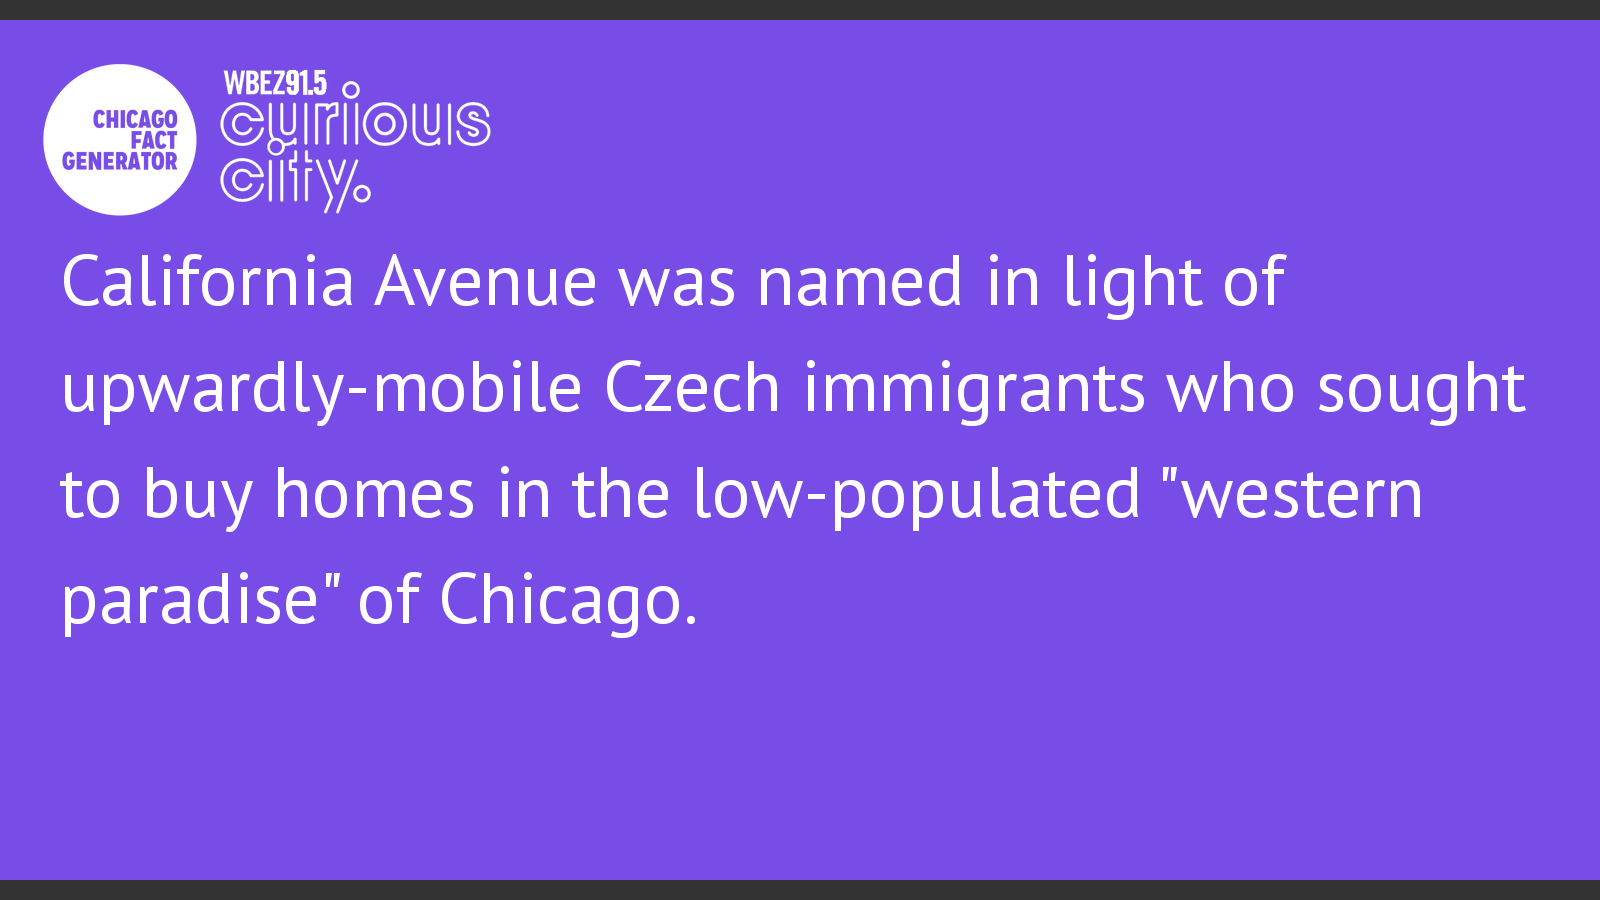 CHICAGO
FACT
GENERATOR
WBEZ91.5
curious
city.
California Avenue was named in light of
upwardly-mobile Czech immigrants who sought
to buy homes in the low-populated "western
paradise" of Chicago.